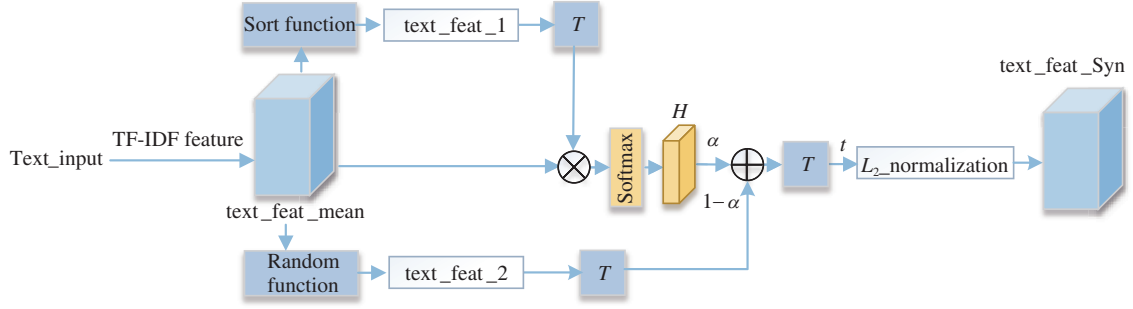 Sort function
text_feat_1
T
text_feat_Syn
TF-IDF feature
Text_input
H
α
Softmax
t
T
L₂_normalization
1−α
text_feat_mean
Random
function
text_feat_2
T